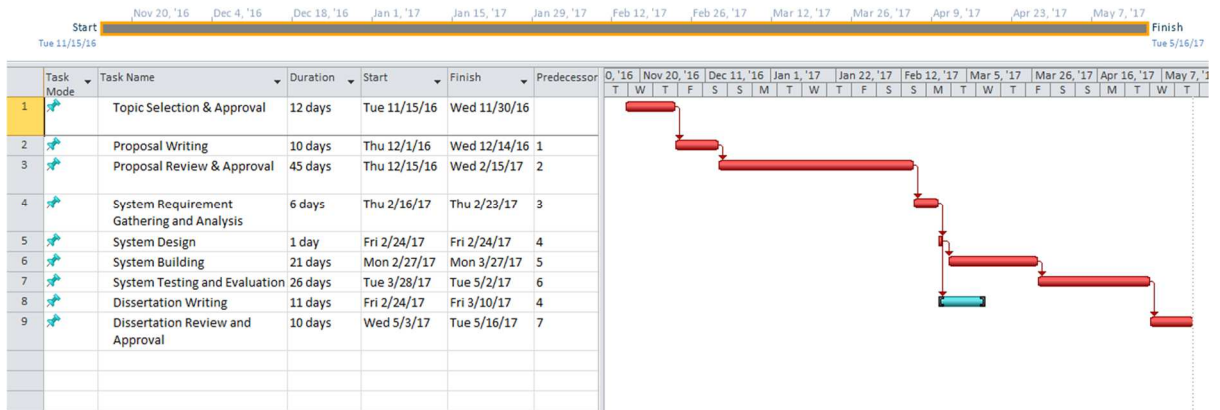 Nov 20, '16 Dec 4, '16 Dec 18, '16 Jan 1, '17 Jan 15, '17 Jan 29, '17 Feb 12, '17 Feb 26, '17 Mar 12, '17 Mar 26, '17 Apr 9, '17 Apr 23, '17 May 7, '17
Start Finish
Tue 11/15/16 Tue 5/16/17
Task Mode Task Name Duration Start Finish Predecessor 0, '16 Nov 20, '16 Dec 11, '16 Jan 1, '17 Jan 22, '17 Feb 12, '17 Mar 5, '17 Mar 26, '17 Apr 16, '17 May 7, '1
T W T F S S M T W T F S S M T W T F S S M T W T
1 Topic Selection & Approval 12 days Tue 11/15/16 Wed 11/30/16
2 Proposal Writing 10 days Thu 12/1/16 Wed 12/14/16 1
3 Proposal Review & Approval 45 days Thu 12/15/16 Wed 2/15/17 2
4 System Requirement Gathering and Analysis 6 days Thu 2/16/17 Thu 2/23/17 3
5 System Design 1 day Fri 2/24/17 Fri 2/24/17 4
6 System Building 21 days Mon 2/27/17 Mon 3/27/17 5
7 System Testing and Evaluation 26 days Tue 3/28/17 Tue 5/2/17 6
8 Dissertation Writing 11 days Fri 2/24/17 Fri 3/10/17 4
9 Dissertation Review and Approval 10 days Wed 5/3/17 Tue 5/16/17 7